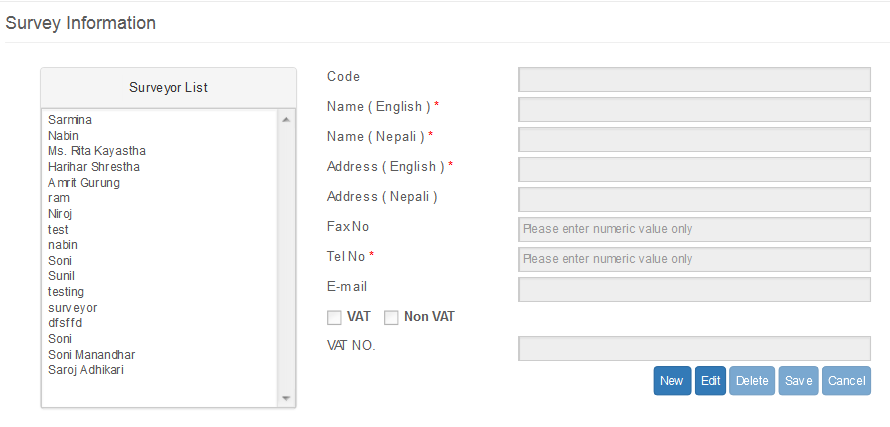 Survey Information
Surveyor List
Sarmina
Nabin
Ms. Rita Kayastha
Harihar Shrestha
Amrit Gurung
ram
Niroj
test
nabin
Soni
Sunil
testing
surveyor
dfsffd
Soni
Soni Manandhar
Saroj Adhikari
Code
Name ( English ) *
Name ( Nepali ) *
Address ( English ) *
Address ( Nepali )
Fax No Please enter numeric value only
Tel No * Please enter numeric value only
E-mail
VAT Non VAT
VAT NO.
New Edit Delete Save Cancel